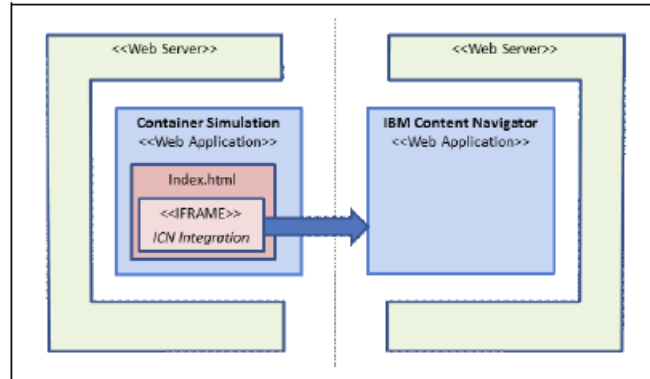 <<Web Server>>
<<Web Server>>
Container Simulation
<<Web Application>>
Index.html
<<IFRAME>>
ICN Integration
IBM Content Navigator
<<Web Application>>